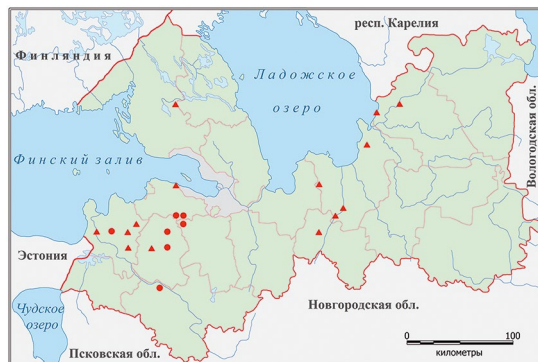 респ. Карелия
Финляндия
Ладожское
озеро
Вологодская обл.
Финский залив
Эстония
Чудское
озеро
Новгородская обл.
Псковская обл.
0 100
километры